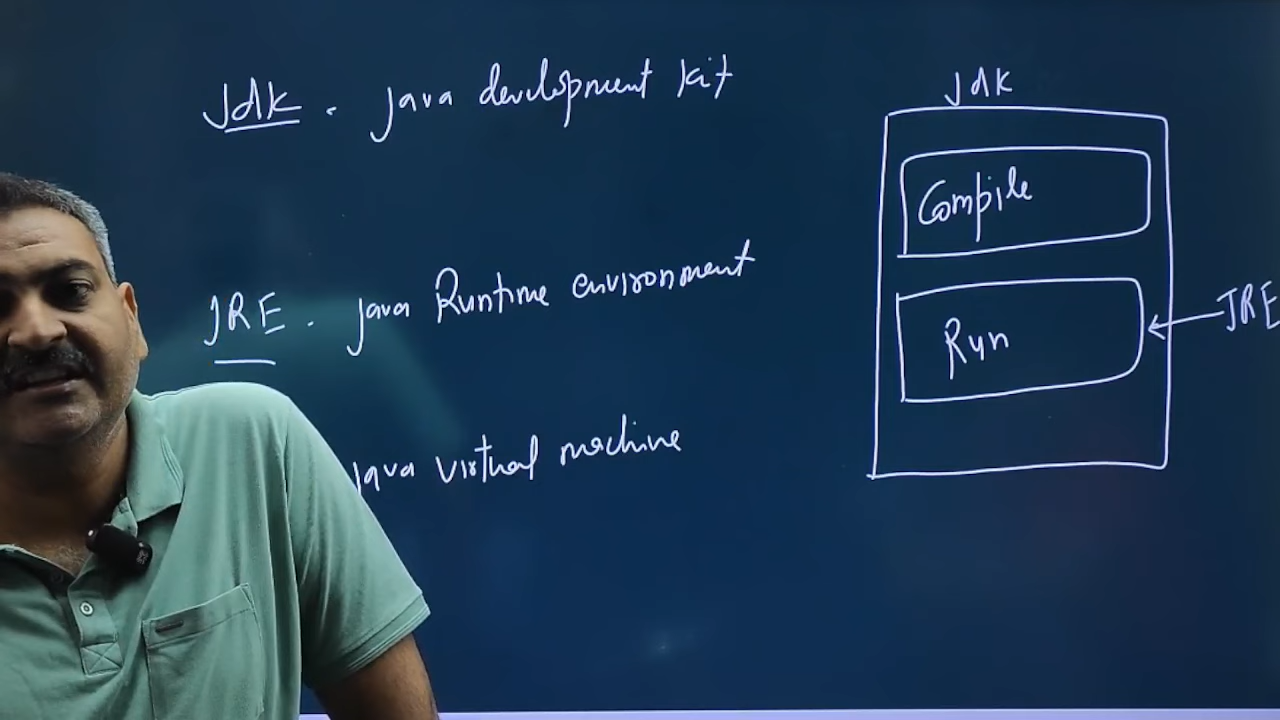 Jdk . java development kit
JRE . java Runtime environment
java virtual machine
Jdk
Compile
Run
JRE